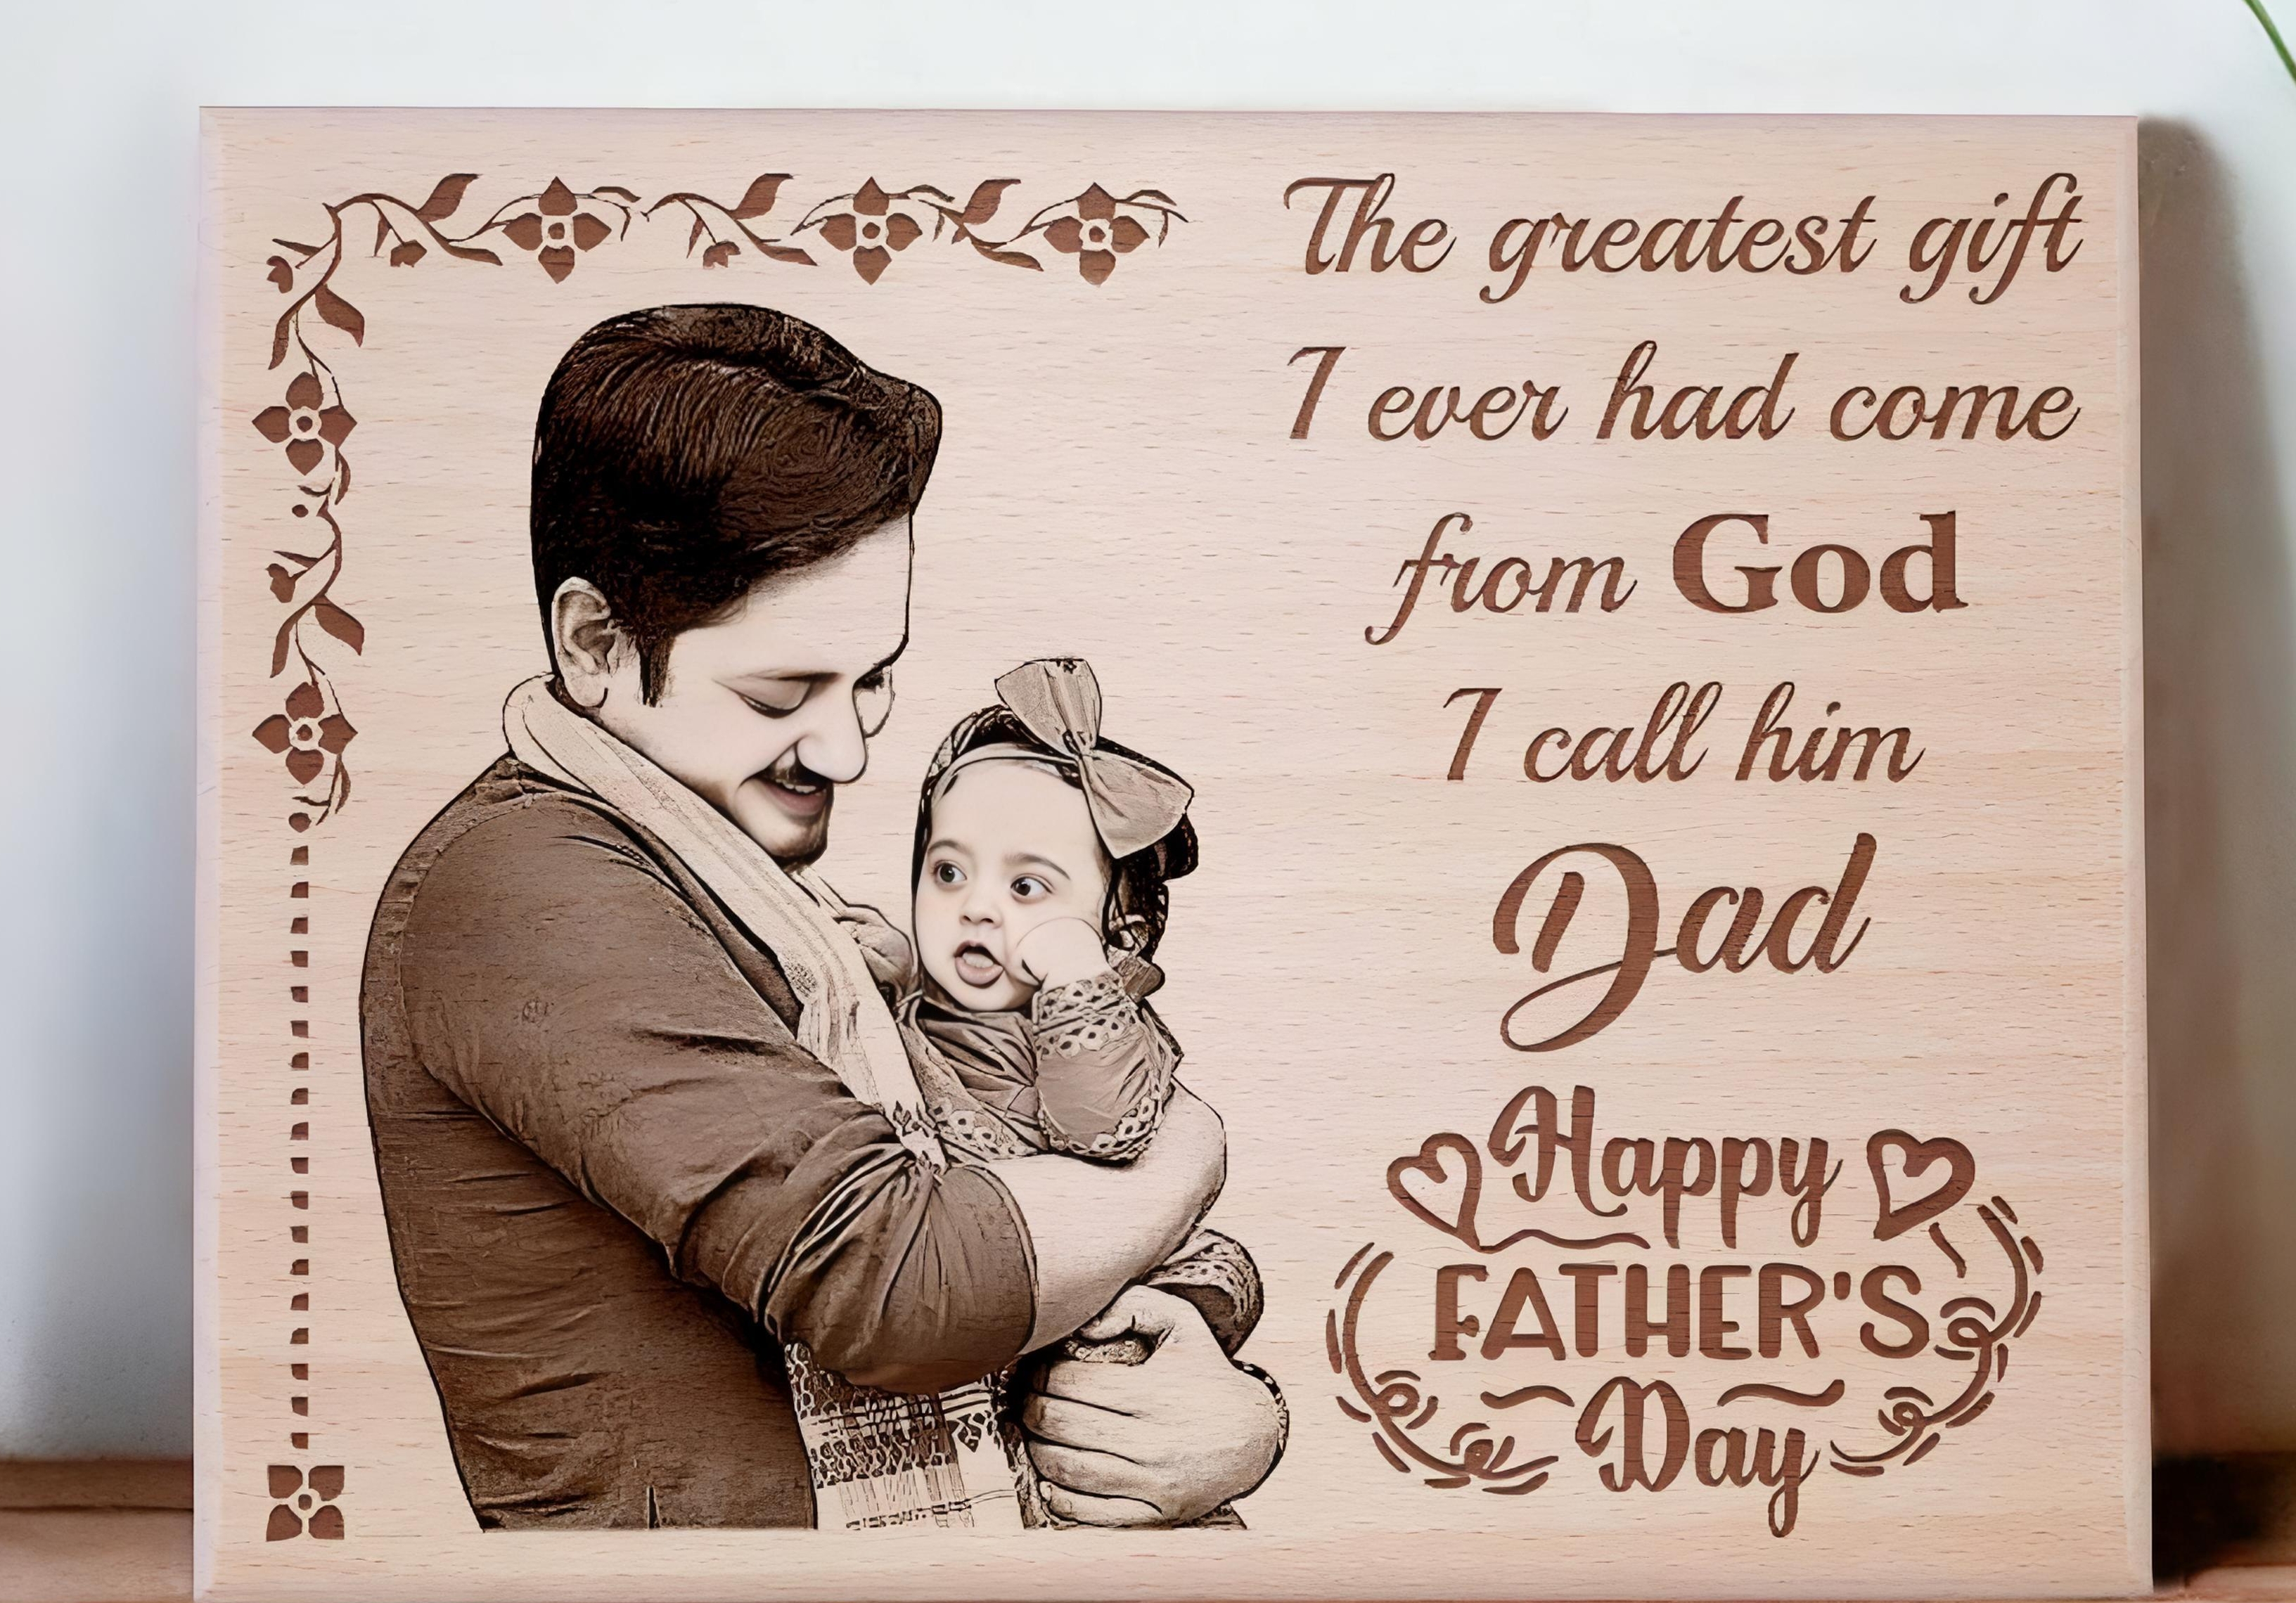 The greatest gift
I ever had come
from God
I call him
Dad
Happy
FATHER'S
Day